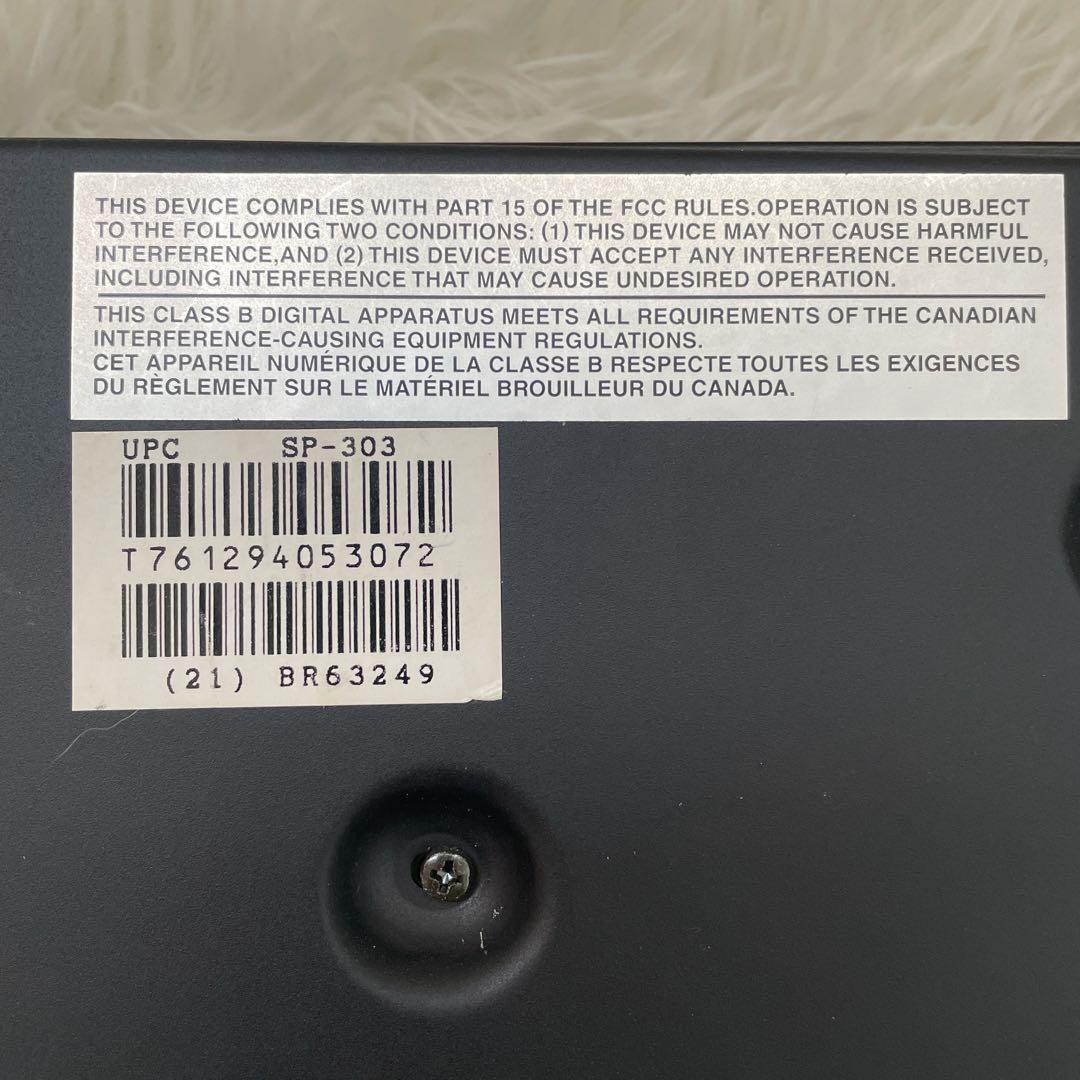 THIS DEVICE COMPLIES WITH PART 15 OF THE FCC RULES.OPERATION IS SUBJECT
TO THE FOLLOWING TWO CONDITIONS: (1) THIS DEVICE MAY NOT CAUSE HARMFUL
INTERFERENCE,AND (2) THIS DEVICE MUST ACCEPT ANY INTERFERENCE RECEIVED,
INCLUDING INTERFERENCE THAT MAY CAUSE UNDESIRED OPERATION.
THIS CLASS B DIGITAL APPARATUS MEETS ALL REQUIREMENTS OF THE CANADIAN
INTERFERENCE-CAUSING EQUIPMENT REGULATIONS.
CET APPAREIL NUMÉRIQUE DE LA CLASSE B RESPECTE TOUTES LES EXIGENCES
DU RÈGLEMENT SUR LE MATÉRIEL BROUILLEUR DU CANADA.
UPC SP-303
T761294053072
(21) BR63249